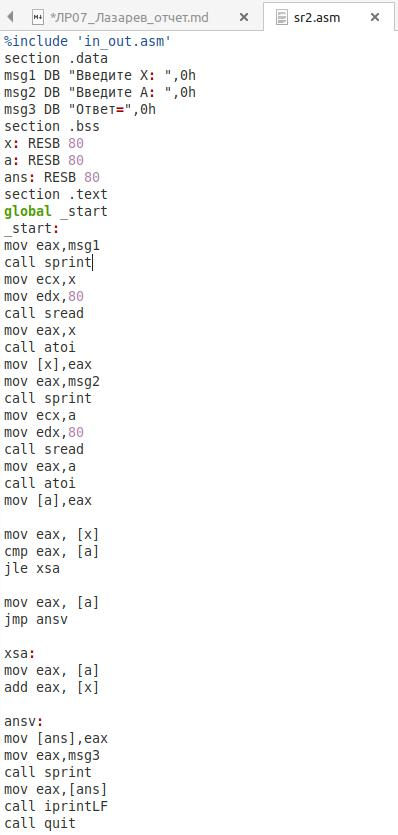 *ЛР07_Лазарев_отчет.md
sr2.asm
%include 'in_out.asm'
section .data
msg1 DB "Введите X: ",0h
msg2 DB "Введите A: ",0h
msg3 DB "Ответ=",0h
section .bss
x: RESB 80
a: RESB 80
ans: RESB 80
section .text
global _start
_start:
mov eax,msg1
call sprint
mov ecx,x
mov edx,80
call sread
mov eax,x
call atoi
mov [x],eax
mov eax,msg2
call sprint
mov ecx,a
mov edx,80
call sread
mov eax,a
call atoi
mov [a],eax
mov eax, [x]
cmp eax, [a]
jle xsa
mov eax, [a]
jmp ansv
xsa:
mov eax, [a]
add eax, [x]
ansv:
mov [ans],eax
mov eax,msg3
call sprint
mov eax,[ans]
call iprintLF
call quit